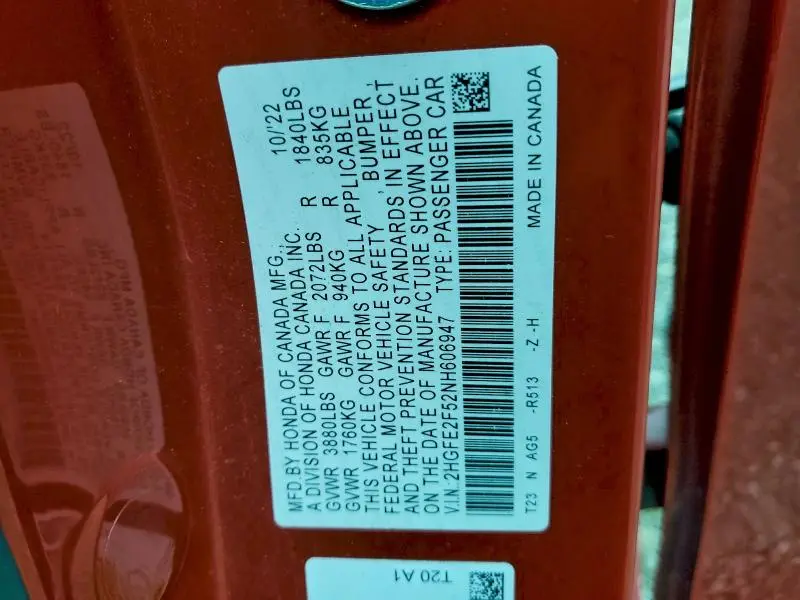 MFD.BY HONDA OF CANADA MFG., 10/'22
A DIVISION OF HONDA CANADA INC.
GVWR 3880LBS GAWR F 2072LBS R 1840LBS
GVWR 1760KG GAWR F 940KG R 835KG
THIS VEHICLE CONFORMS TO ALL APPLICABLE
FEDERAL MOTOR VEHICLE SAFETY, BUMPER,
AND THEFT PREVENTION STANDARDS IN EFFECT
ON THE DATE OF MANUFACTURE SHOWN ABOVE.
V.I.N.:2HGFE2F52NH606947 TYPE:PASSENGER CAR
T23 N AG5 -R513 -Z -H MADE IN CANADA
T20 A1